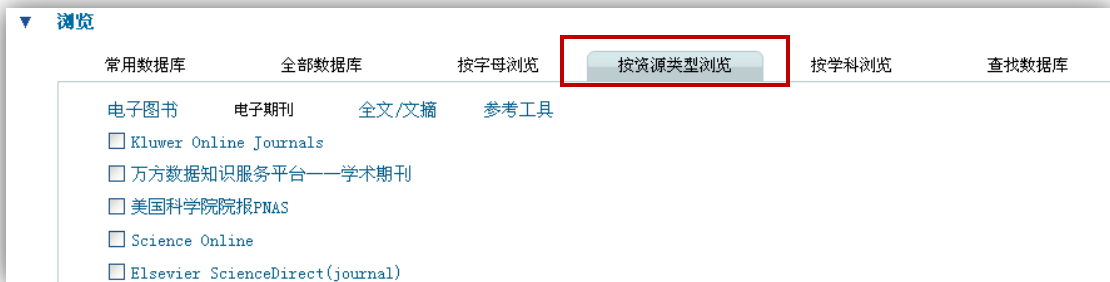 ▼ 浏览
常用数据库 全部数据库 按字母浏览 按资源类型浏览 按学科浏览 查找数据库
电子图书 电子期刊 全文/文摘 参考工具
Kluwer Online Journals
万方数据知识服务平台——学术期刊
美国科学院院报PNAS
Science Online
Elsevier ScienceDirect(journal)